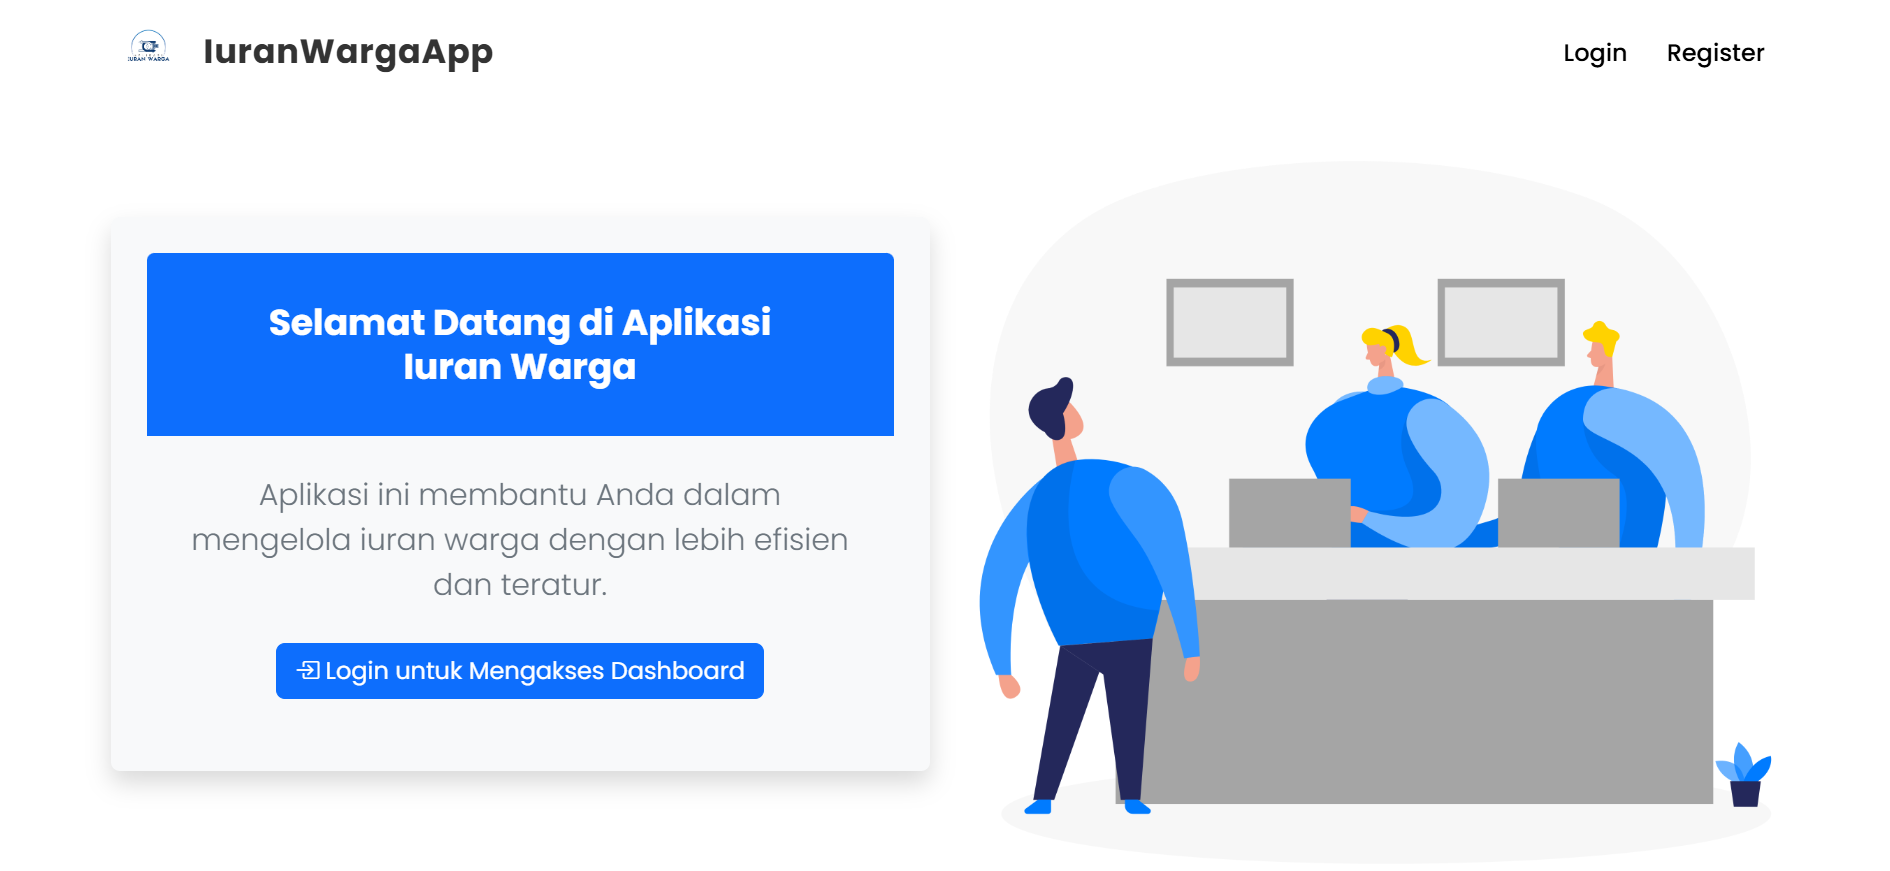 IURAN WARGA
IuranWargaApp
Login
Register
Selamat Datang di Aplikasi
Iuran Warga
Aplikasi ini membantu Anda dalam
mengelola iuran warga dengan lebih efisien
dan teratur.
Login untuk Mengakses Dashboard